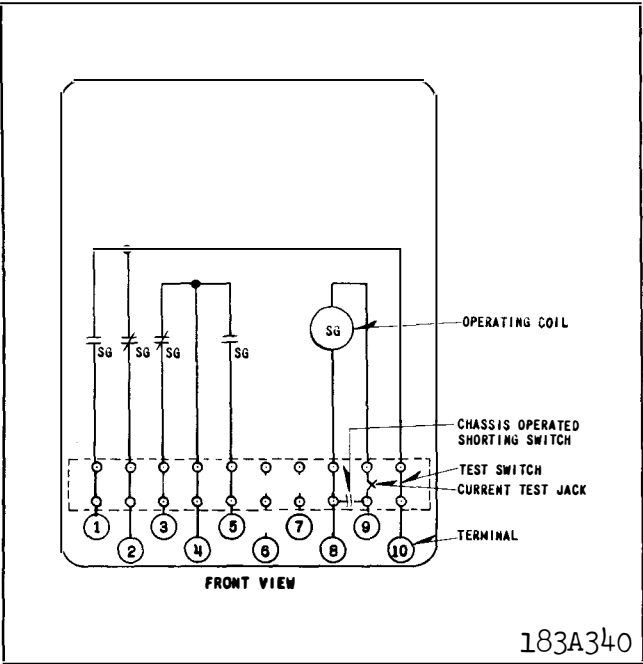 SG
SG
SG
SG
SG
OPERATING COIL
CHASSIS OPERATED
SHORTING SWITCH
TEST SWITCH
CURRENT TEST JACK
1
2
3
4
5
6
7
8
9
10
TERMINAL
FRONT VIEW
183A340